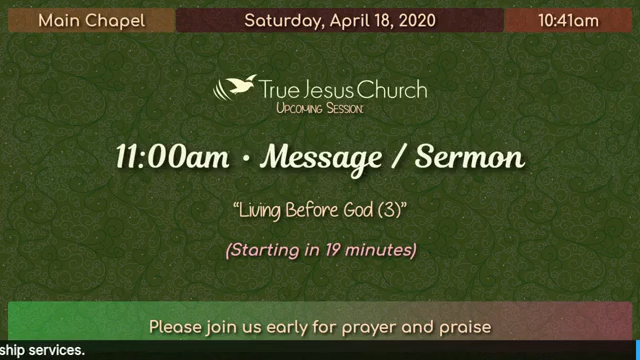 Main Chapel
Saturday, April 18, 2020
10:41am
True Jesus Church
Upcoming Session:
11:00am • Message / Sermon
“Living Before God (3)”
(Starting in 19 minutes)
Please join us early for prayer and praise
ship services.